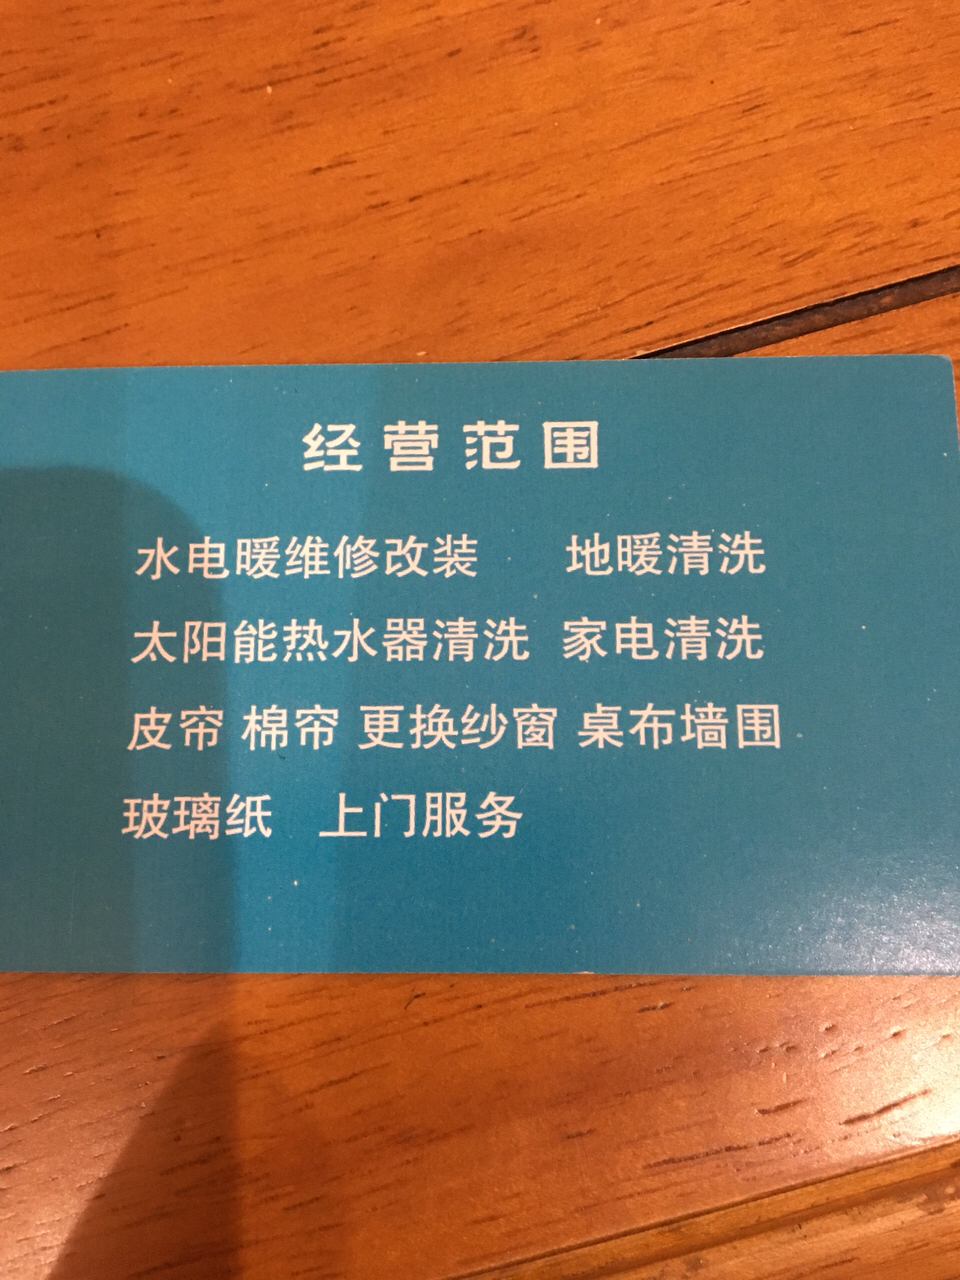 经营范围
水电暖维修改装 地暖清洗
太阳能热水器清洗 家电清洗
皮帘 棉帘 更换纱窗 桌布墙围
玻璃纸 上门服务